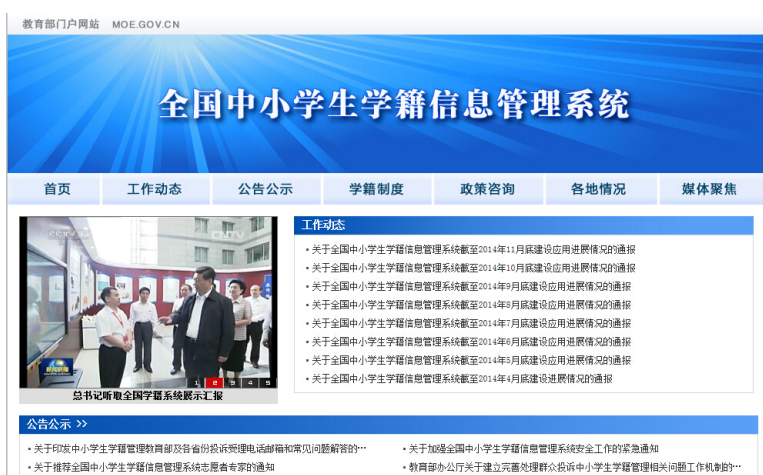 教育部门户网站 MOE.GOV.CN
全国中小学生学籍信息管理系统
首页 工作动态 公告公示 学籍制度 政策咨询 各地情况 媒体聚焦
CNTV
新闻联播
1 2 3 4 5
总书记听取全国学籍系统展示汇报
工作动态
· 关于全国中小学生学籍信息管理系统截至2014年11月底建设应用进展情况的通报
· 关于全国中小学生学籍信息管理系统截至2014年10月底建设应用进展情况的通报
· 关于全国中小学生学籍信息管理系统截至2014年9月底建设应用进展情况的通报
· 关于全国中小学生学籍信息管理系统截至2014年8月底建设应用进展情况的通报
· 关于全国中小学生学籍信息管理系统截至2014年7月底建设应用进展情况的通报
· 关于全国中小学生学籍信息管理系统截至2014年6月底建设应用进展情况的通报
· 关于全国中小学生学籍信息管理系统截至2014年5月底建设应用进展情况的通报
· 关于全国中小学生学籍信息管理系统截至2014年4月底建设进展情况的通报
公告公示 >>
· 关于印发中小学生学籍管理教育部及各省份投诉受理电话邮箱和常见问题解答的…
· 关于加强全国中小学生学籍信息管理系统安全工作的紧急通知
· 关于推荐全国中小学生学籍信息管理系统志愿者专家的通知
· 教育部办公厅关于建立完善处理群众投诉中小学生学籍管理相关问题工作机制的…